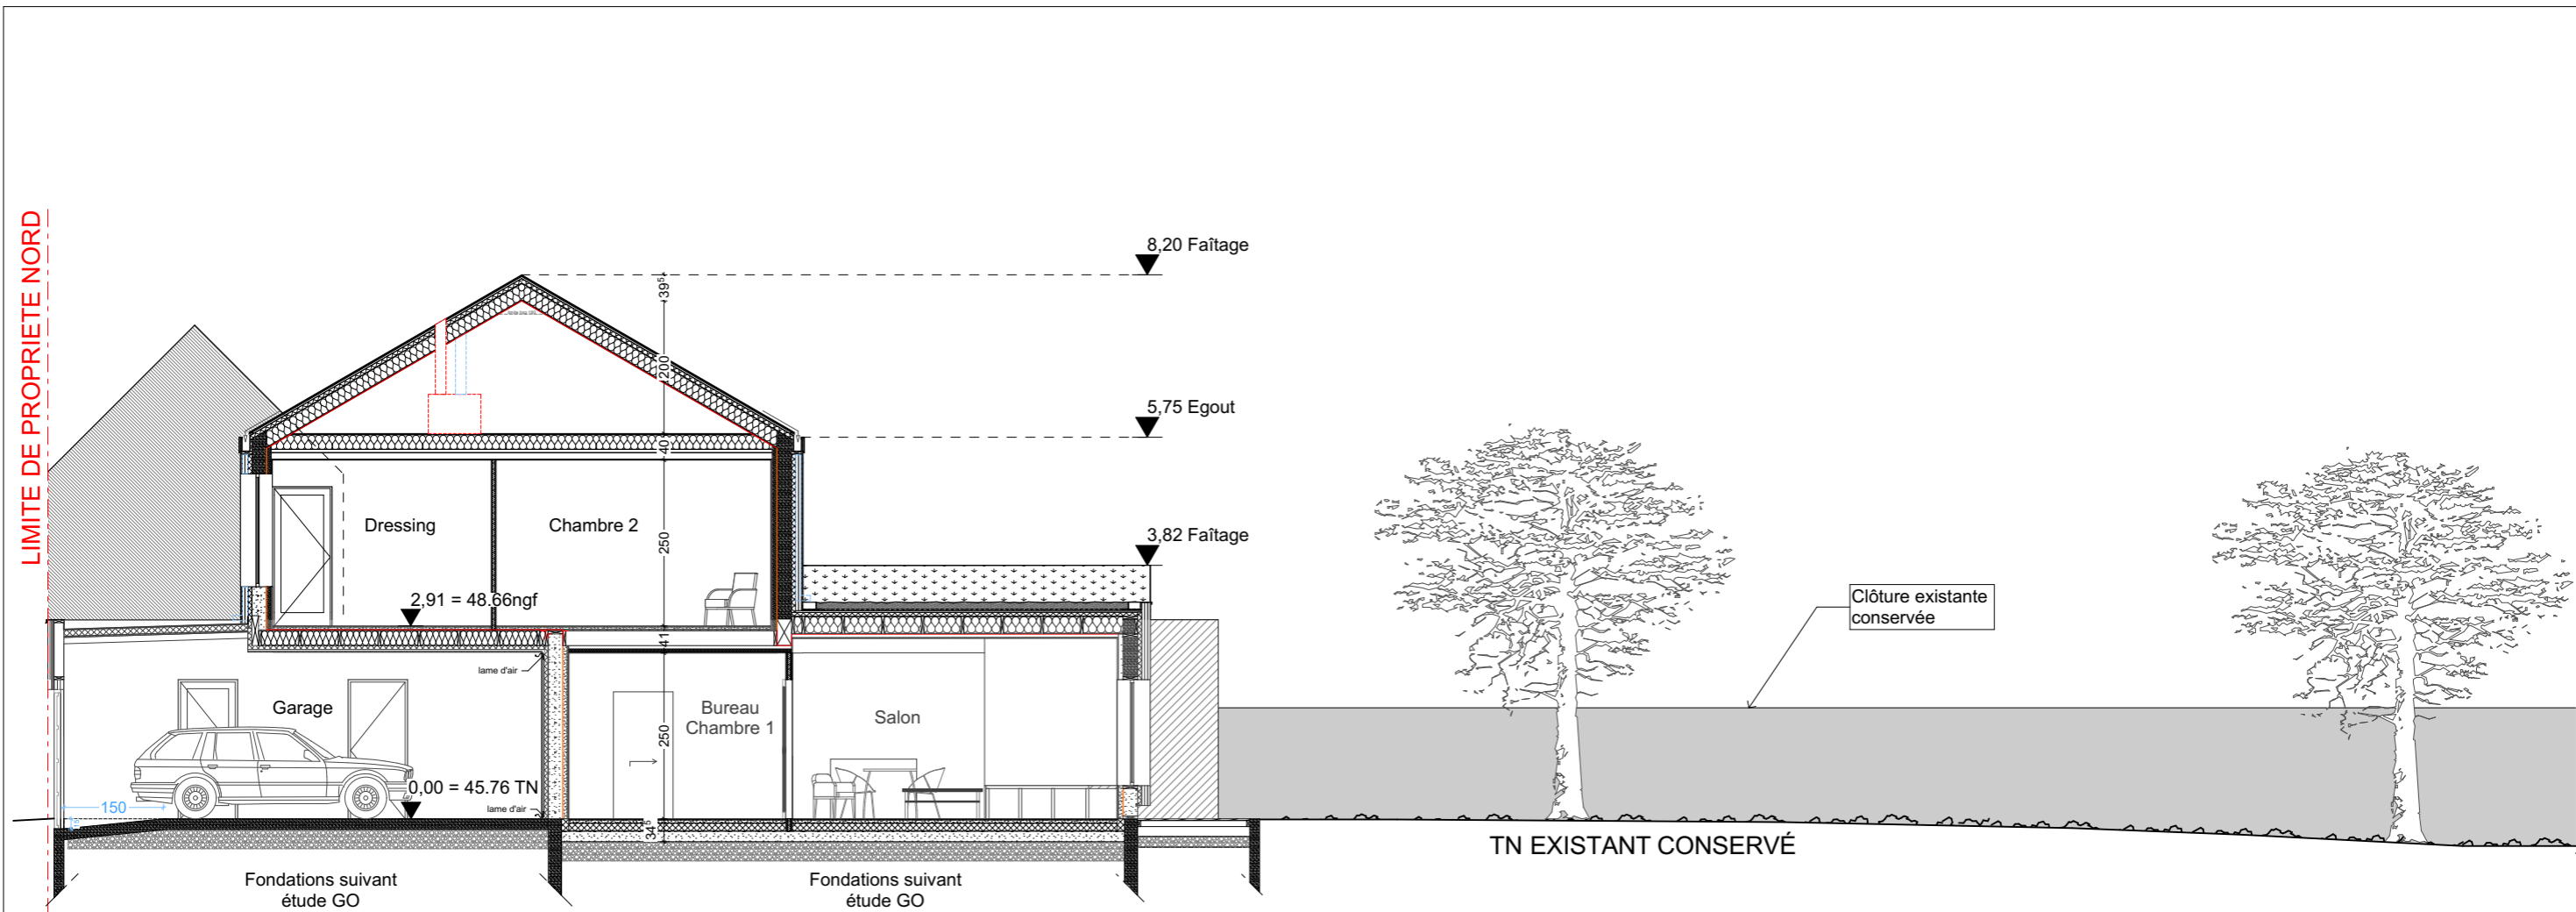 LIMITE DE PROPRIETE NORD
8,20 Faîtage
39⁵
200
5,75 Egout
40
Dressing
Chambre 2
250
3,82 Faîtage
2,91 = 48.66ngf
41
lame d'air
Clôture existante
conservée
Garage
Bureau
Chambre 1
Salon
250
0,00 = 45.76 TN
150
lame d'air
34⁵
TN EXISTANT CONSERVÉ
Fondations suivant
étude GO
Fondations suivant
étude GO